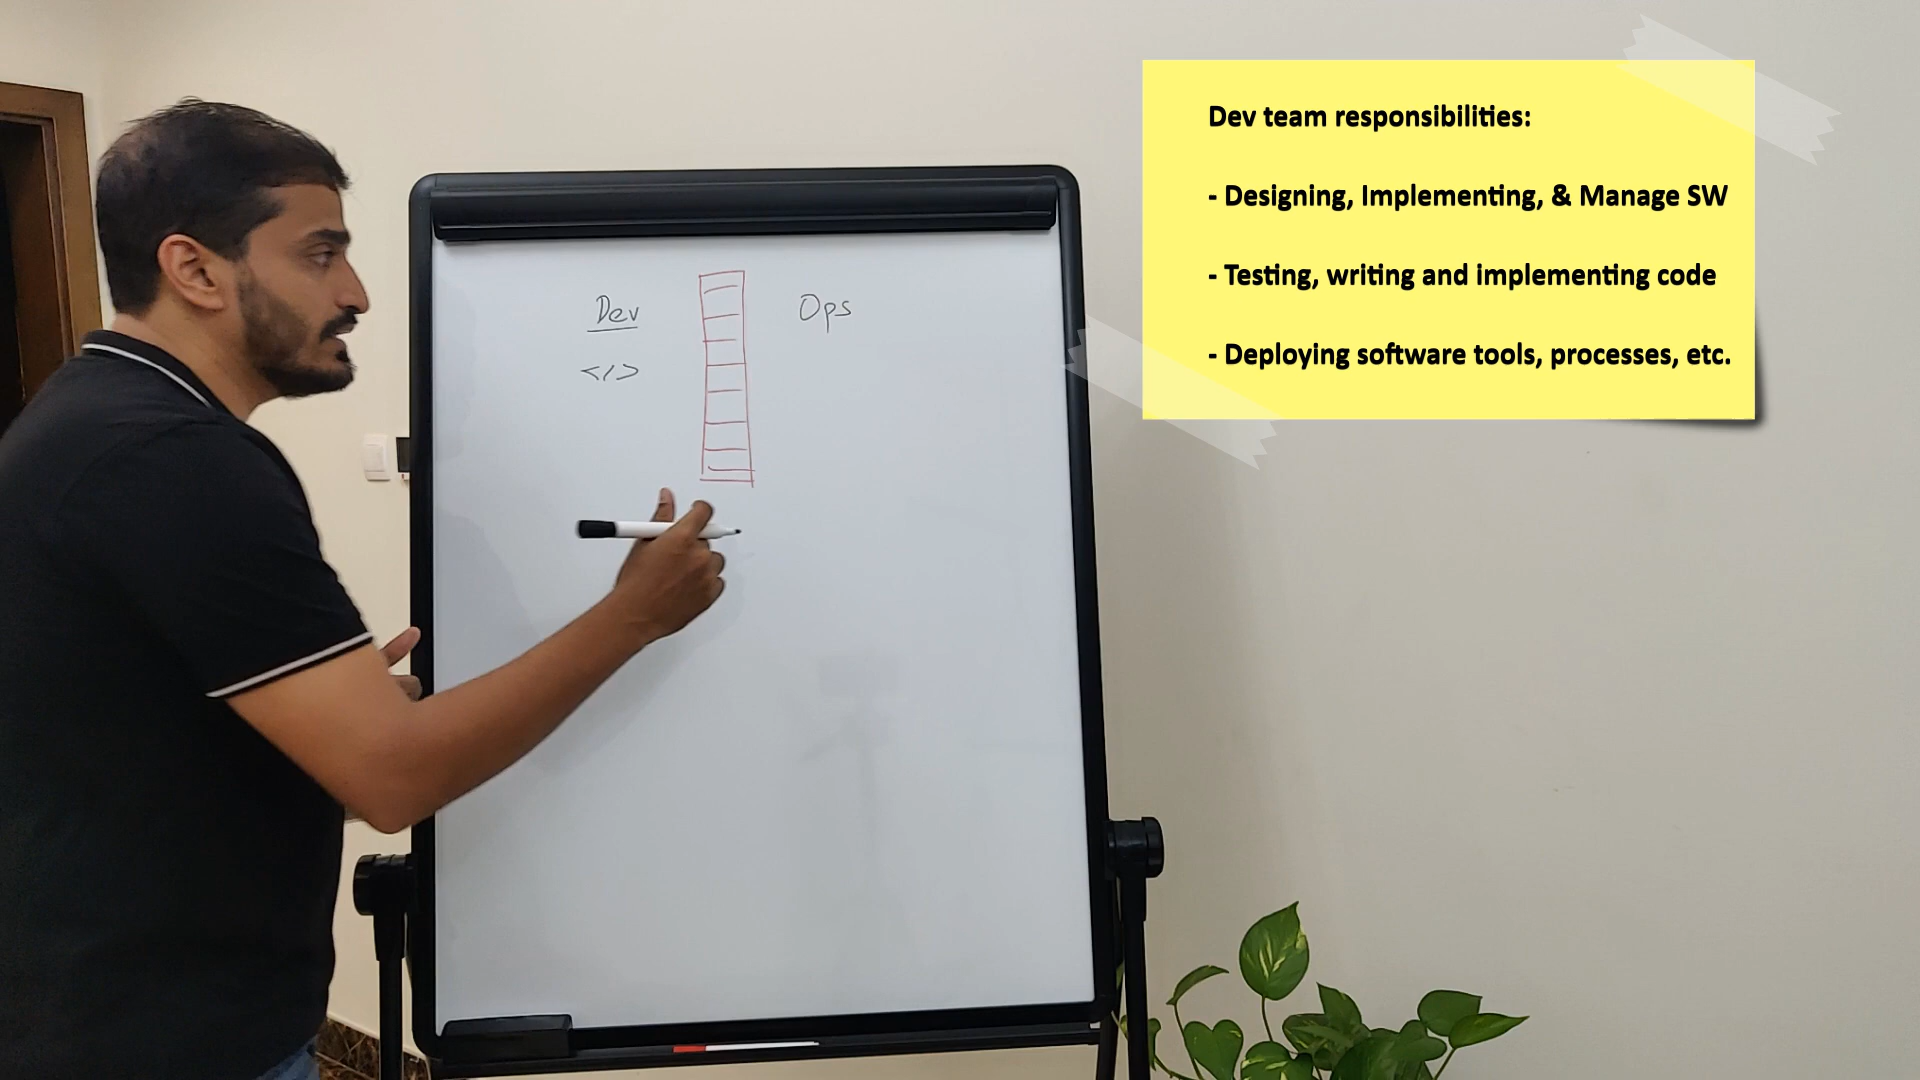 Dev
Ops
</>
Dev team responsibilities:
- Designing, Implementing, & Manage SW
- Testing, writing and implementing code
- Deploying software tools, processes, etc.